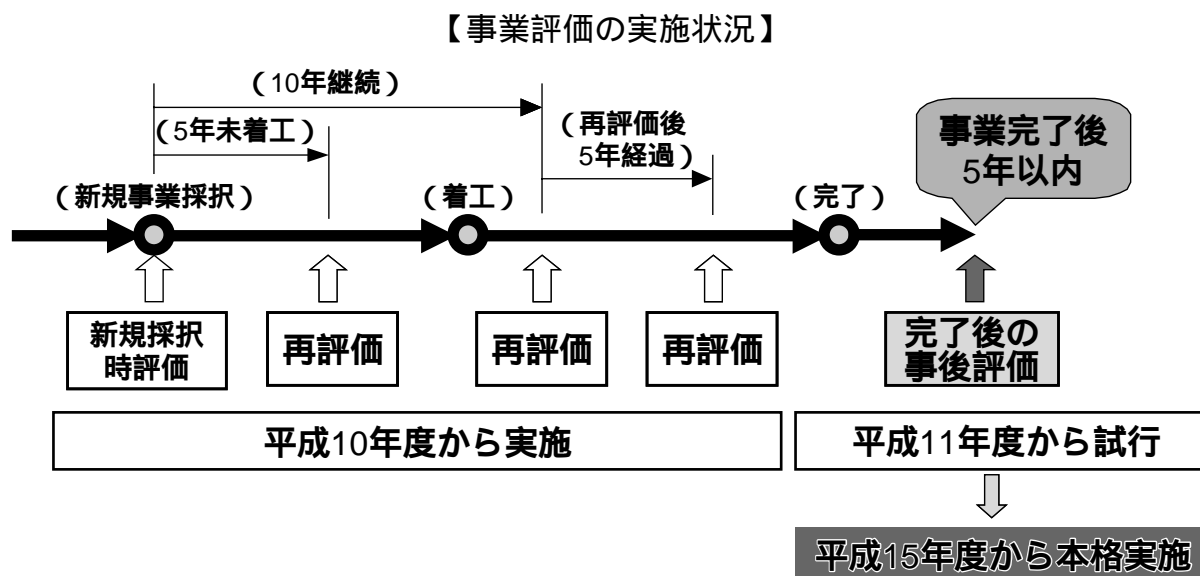 【事業評価の実施状況】
（10年継続）
（5年未着工）
（再評価後
5年経過）
事業完了後
5年以内
（新規事業採択）
（着工）
（完了）
新規採択
時評価
再評価
再評価
再評価
完了後の
事後評価
平成10年度から実施
平成11年度から試行
平成15年度から本格実施